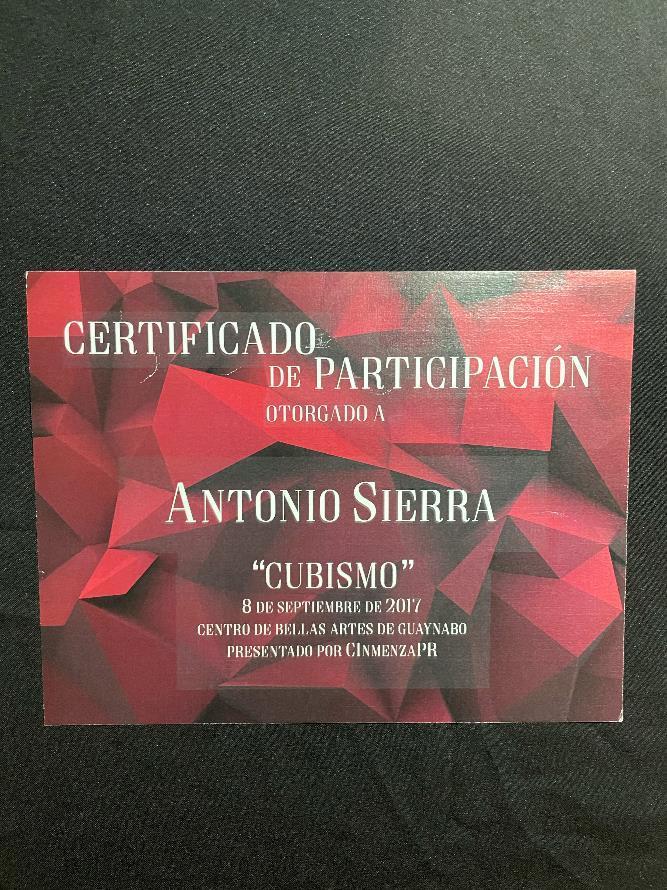 CERTIFICADO
DE PARTICIPACIÓN
OTORGADO A
ANTONIO SIERRA
“CUBISMO”
8 DE SEPTIEMBRE DE 2017
CENTRO DE BELLAS ARTES DE GUAYNABO
PRESENTADO POR CINMENZAPR